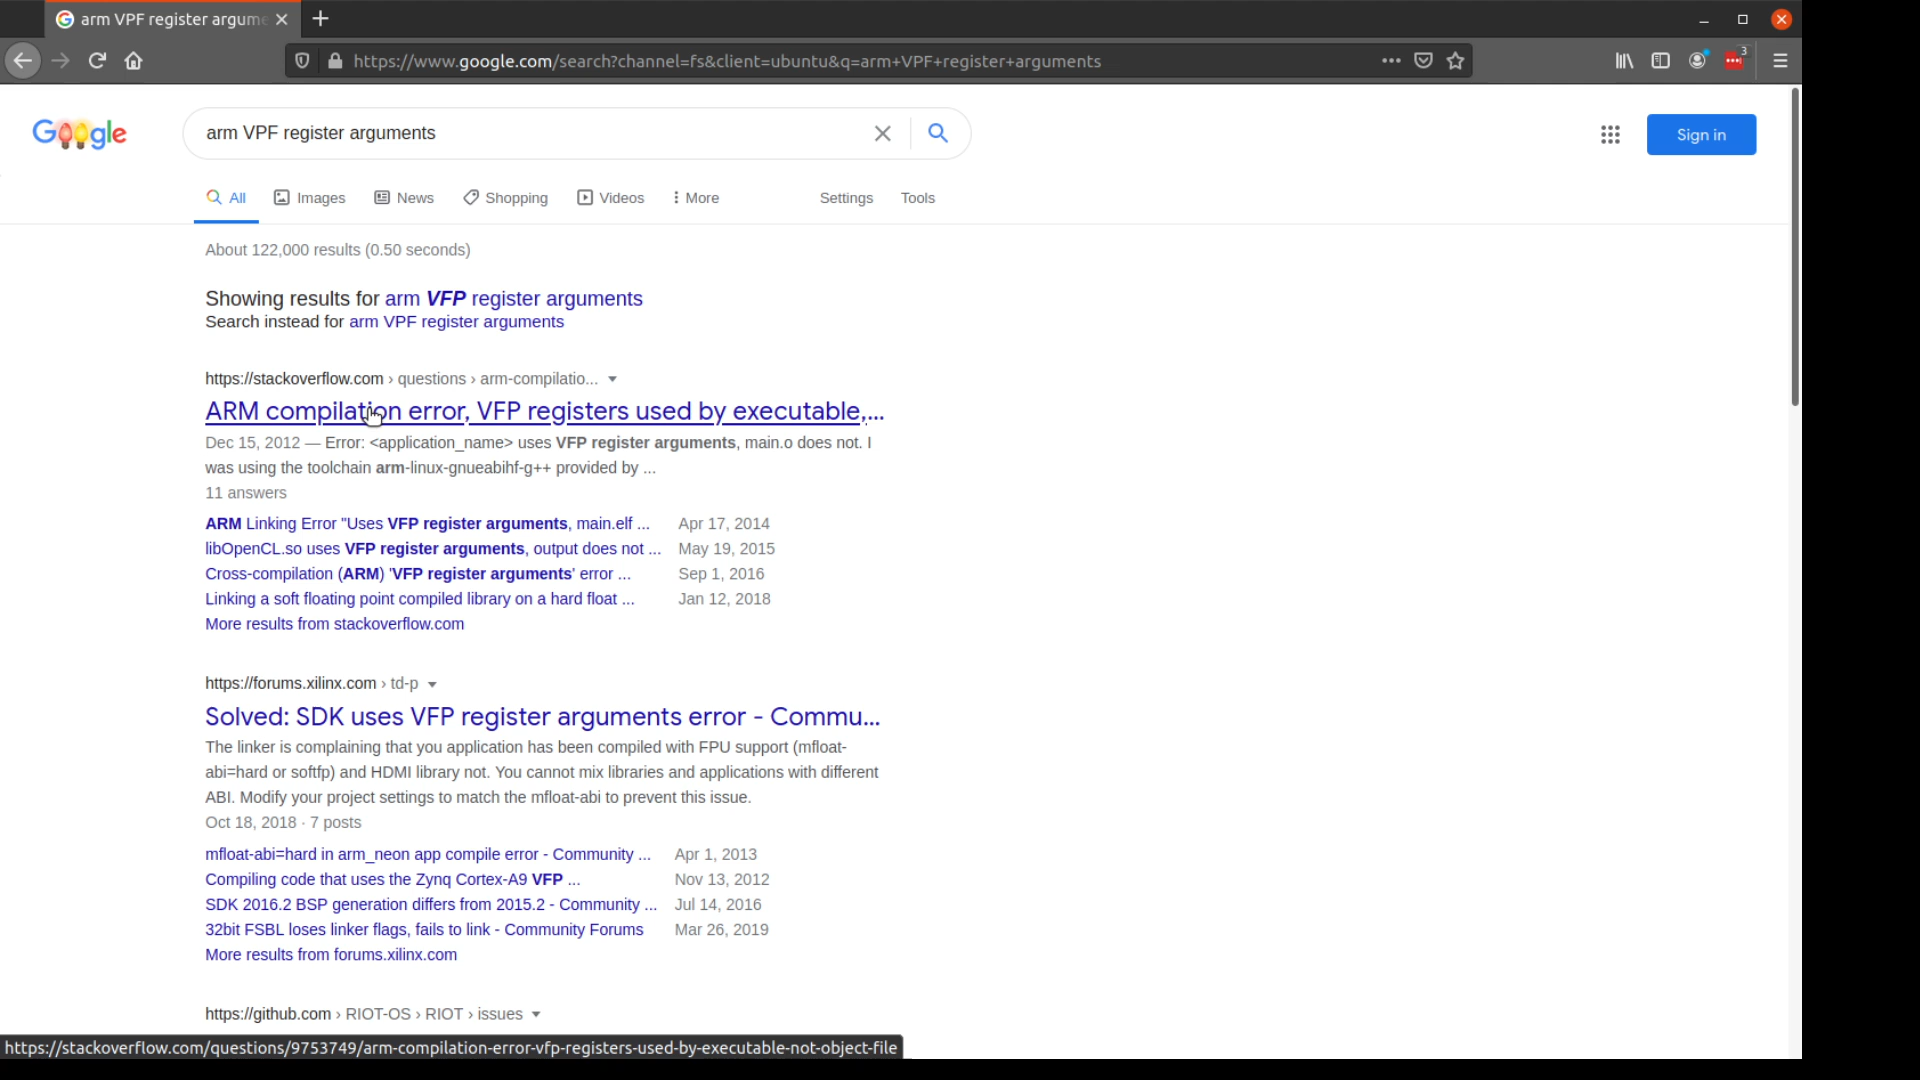 arm VPF register argume
https://www.google.com/search?channel=fs&client=ubuntu&q=arm+VPF+register+arguments
3
Google
arm VPF register arguments
Sign in
All Images News Shopping Videos More Settings Tools
About 122,000 results (0.50 seconds)
Showing results for arm VFP register arguments
Search instead for arm VPF register arguments
https://stackoverflow.com › questions › arm-compilatio...
ARM compilation error, VFP registers used by executable,...
Dec 15, 2012 — Error: <application_name> uses VFP register arguments, main.o does not. I
was using the toolchain arm-linux-gnueabihf-g++ provided by ...
11 answers
ARM Linking Error "Uses VFP register arguments, main.elf ... Apr 17, 2014
libOpenCL.so uses VFP register arguments, output does not ... May 19, 2015
Cross-compilation (ARM) 'VFP register arguments' error ... Sep 1, 2016
Linking a soft floating point compiled library on a hard float ... Jan 12, 2018
More results from stackoverflow.com
https://forums.xilinx.com › td-p
Solved: SDK uses VFP register arguments error - Commu...
The linker is complaining that you application has been compiled with FPU support (mfloat-
abi=hard or softfp) and HDMI library not. You cannot mix libraries and applications with different
ABI. Modify your project settings to match the mfloat-abi to prevent this issue.
Oct 18, 2018 · 7 posts
mfloat-abi=hard in arm_neon app compile error - Community ... Apr 1, 2013
Compiling code that uses the Zynq Cortex-A9 VFP ... Nov 13, 2012
SDK 2016.2 BSP generation differs from 2015.2 - Community ... Jul 14, 2016
32bit FSBL loses linker flags, fails to link - Community Forums Mar 26, 2019
More results from forums.xilinx.com
https://github.com › RIOT-OS › RIOT › issues
https://stackoverflow.com/questions/9753749/arm-compilation-error-vfp-registers-used-by-executable-not-object-file